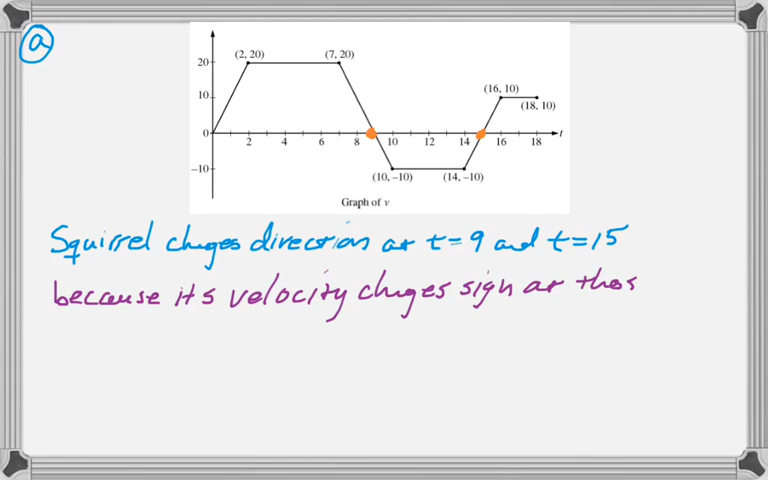 a
(2, 20) (7, 20)
20
(16, 10)
10
(18, 10)
0 2 4 6 8 10 12 14 16 18 t
−10
(10, −10) (14, −10)
Graph of v
Squirrel chages direction at t=9 and t=15
because its velocity chages sign at thos